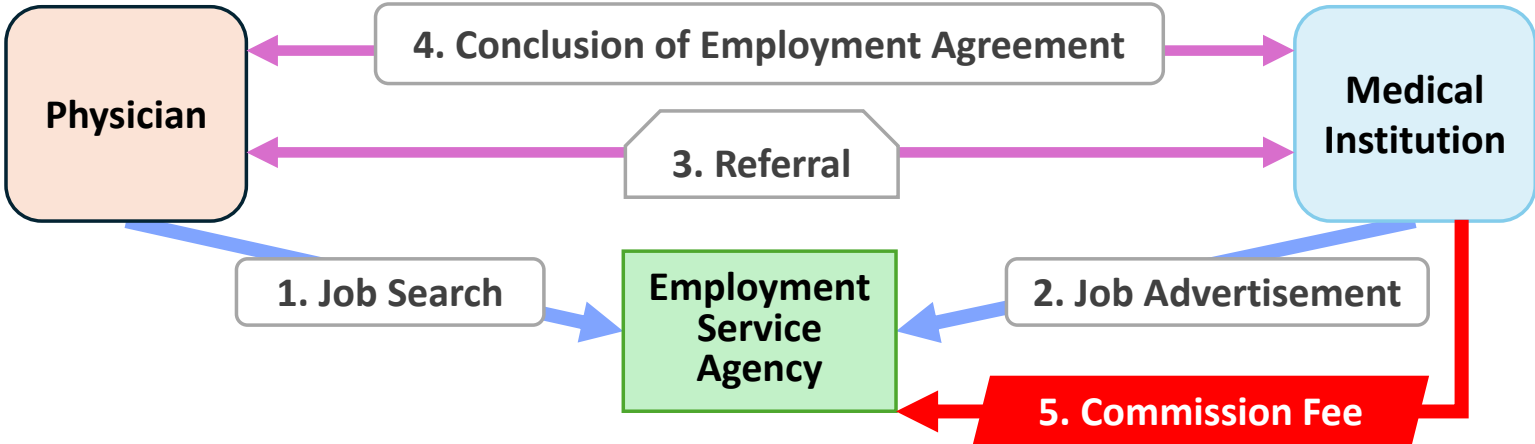 4. Conclusion of Employment Agreement
Physician
Medical
Institution
3. Referral
1. Job Search
Employment
Service
Agency
2. Job Advertisement
5. Commission Fee